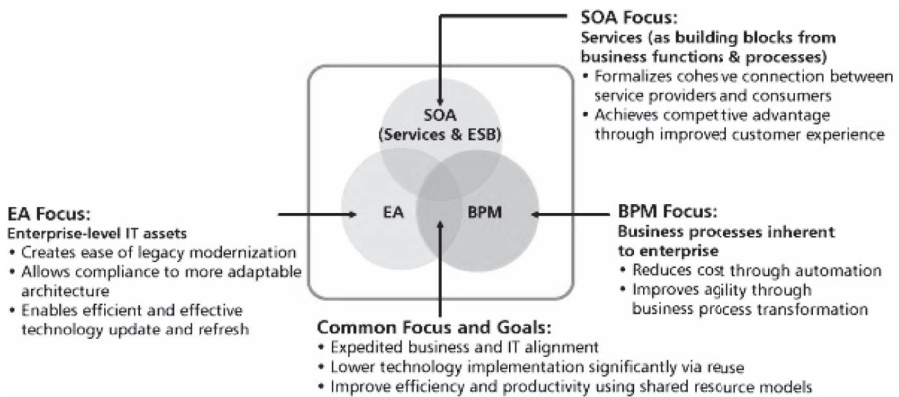 SOA Focus:
Services (as building blocks from
business functions & processes)
• Formalizes cohesive connection between
service providers and consumers
• Achieves competitive advantage
through improved customer experience
SOA
(Services & ESB)
EA
BPM
EA Focus:
Enterprise-level IT assets
• Creates ease of legacy modernization
• Allows compliance to more adaptable
architecture
• Enables efficient and effective
technology update and refresh
BPM Focus:
Business processes inherent
to enterprise
• Reduces cost through automation
• Improves agility through
business process transformation
Common Focus and Goals:
• Expedited business and IT alignment
• Lower technology implementation significantly via reuse
• Improve efficiency and productivity using shared resource models